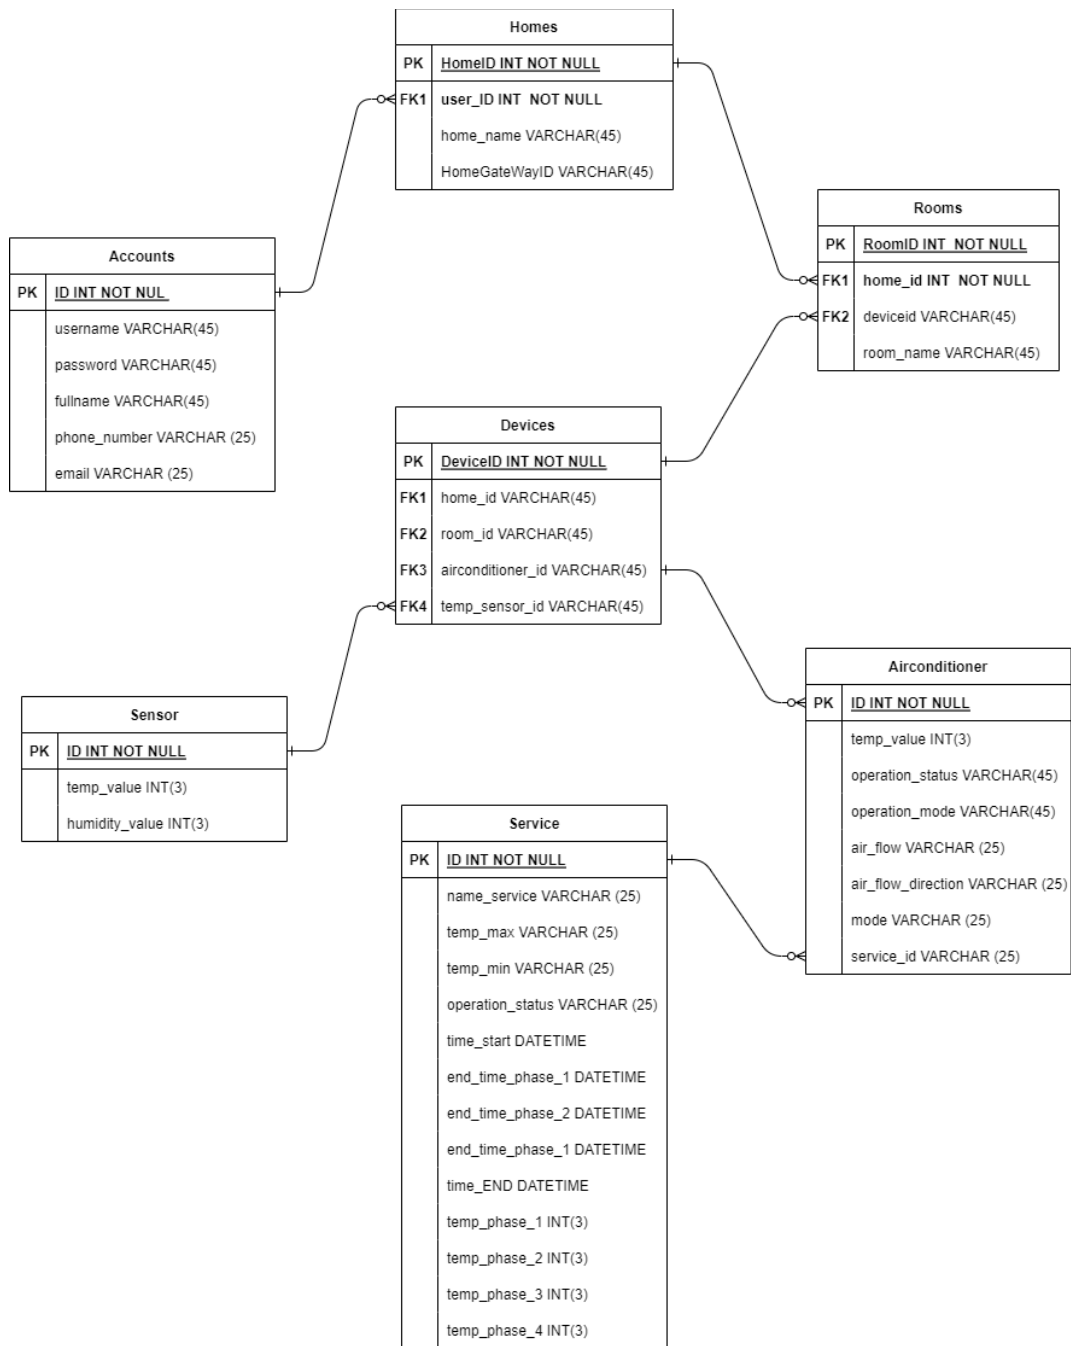 Homes
PK HomeID INT NOT NULL
FK1 user_ID INT NOT NULL
home_name VARCHAR(45)
HomeGateWayID VARCHAR(45)
Rooms
PK RoomID INT NOT NULL
FK1 home_id INT NOT NULL
FK2 deviceid VARCHAR(45)
room_name VARCHAR(45)
Accounts
PK ID INT NOT NUL
username VARCHAR(45)
password VARCHAR(45)
fullname VARCHAR(45)
phone_number VARCHAR (25)
email VARCHAR (25)
Devices
PK DeviceID INT NOT NULL
FK1 home_id VARCHAR(45)
FK2 room_id VARCHAR(45)
FK3 airconditioner_id VARCHAR(45)
FK4 temp_sensor_id VARCHAR(45)
Airconditioner
PK ID INT NOT NULL
temp_value INT(3)
operation_status VARCHAR(45)
operation_mode VARCHAR(45)
air_flow VARCHAR (25)
air_flow_direction VARCHAR (25)
mode VARCHAR (25)
service_id VARCHAR (25)
Sensor
PK ID INT NOT NULL
temp_value INT(3)
humidity_value INT(3)
Service
PK ID INT NOT NULL
name_service VARCHAR (25)
temp_max VARCHAR (25)
temp_min VARCHAR (25)
operation_status VARCHAR (25)
time_start DATETIME
end_time_phase_1 DATETIME
end_time_phase_2 DATETIME
end_time_phase_1 DATETIME
time_END DATETIME
temp_phase_1 INT(3)
temp_phase_2 INT(3)
temp_phase_3 INT(3)
temp_phase_4 INT(3)